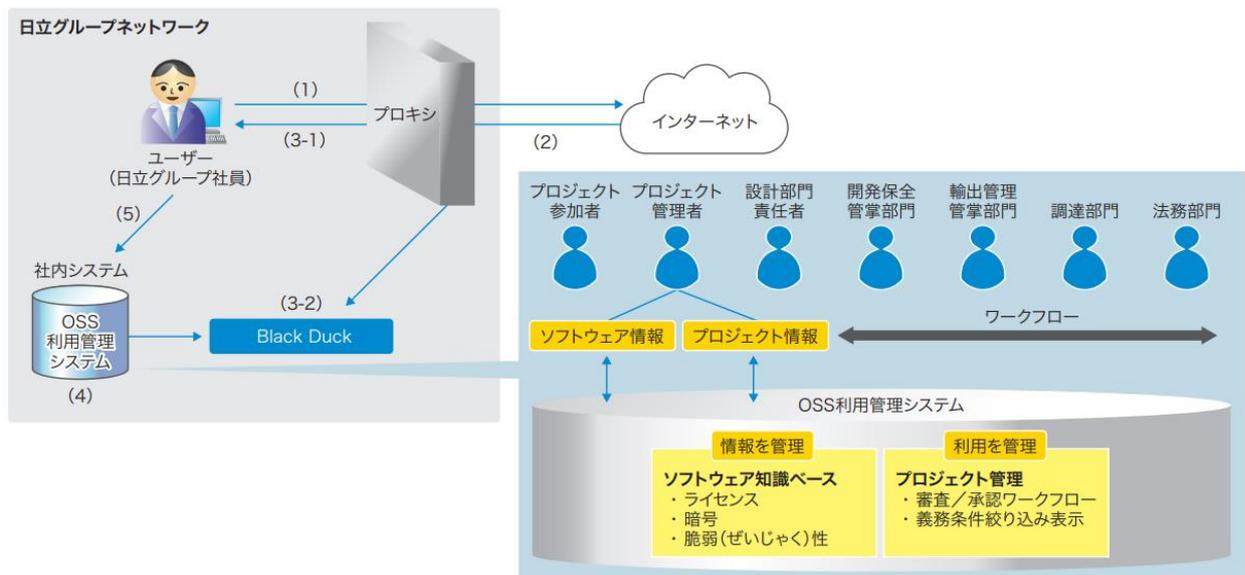 日立グループネットワーク
(1)
プロキシ
(3-1)
(2)
インターネット
ユーザー
(日立グループ社員)
(5)
社内システム
OSS
利用管理
システム
(4)
(3-2)
Black Duck
プロジェクト
参加者
プロジェクト
管理者
設計部門
責任者
開発保全
管掌部門
輸出管理
管掌部門
調達部門
法務部門
ソフトウェア情報
プロジェクト情報
ワークフロー
OSS利用管理システム
情報を管理
ソフトウェア知識ベース
・ライセンス
・暗号
・脆弱(ぜいじゃく)性
利用を管理
プロジェクト管理
・審査／承認ワークフロー
・義務条件絞り込み表示